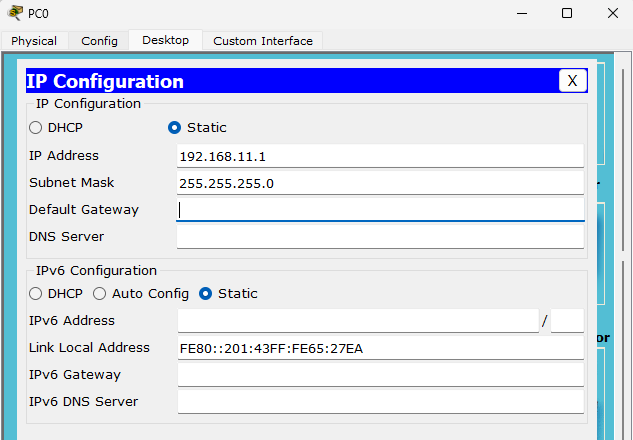 PC0
Physical Config Desktop Custom Interface
IP Configuration X
IP Configuration
DHCP Static
IP Address 192.168.11.1
Subnet Mask 255.255.255.0
Default Gateway
DNS Server
IPv6 Configuration
DHCP Auto Config Static
IPv6 Address /
Link Local Address FE80::201:43FF:FE65:27EA
IPv6 Gateway
IPv6 DNS Server